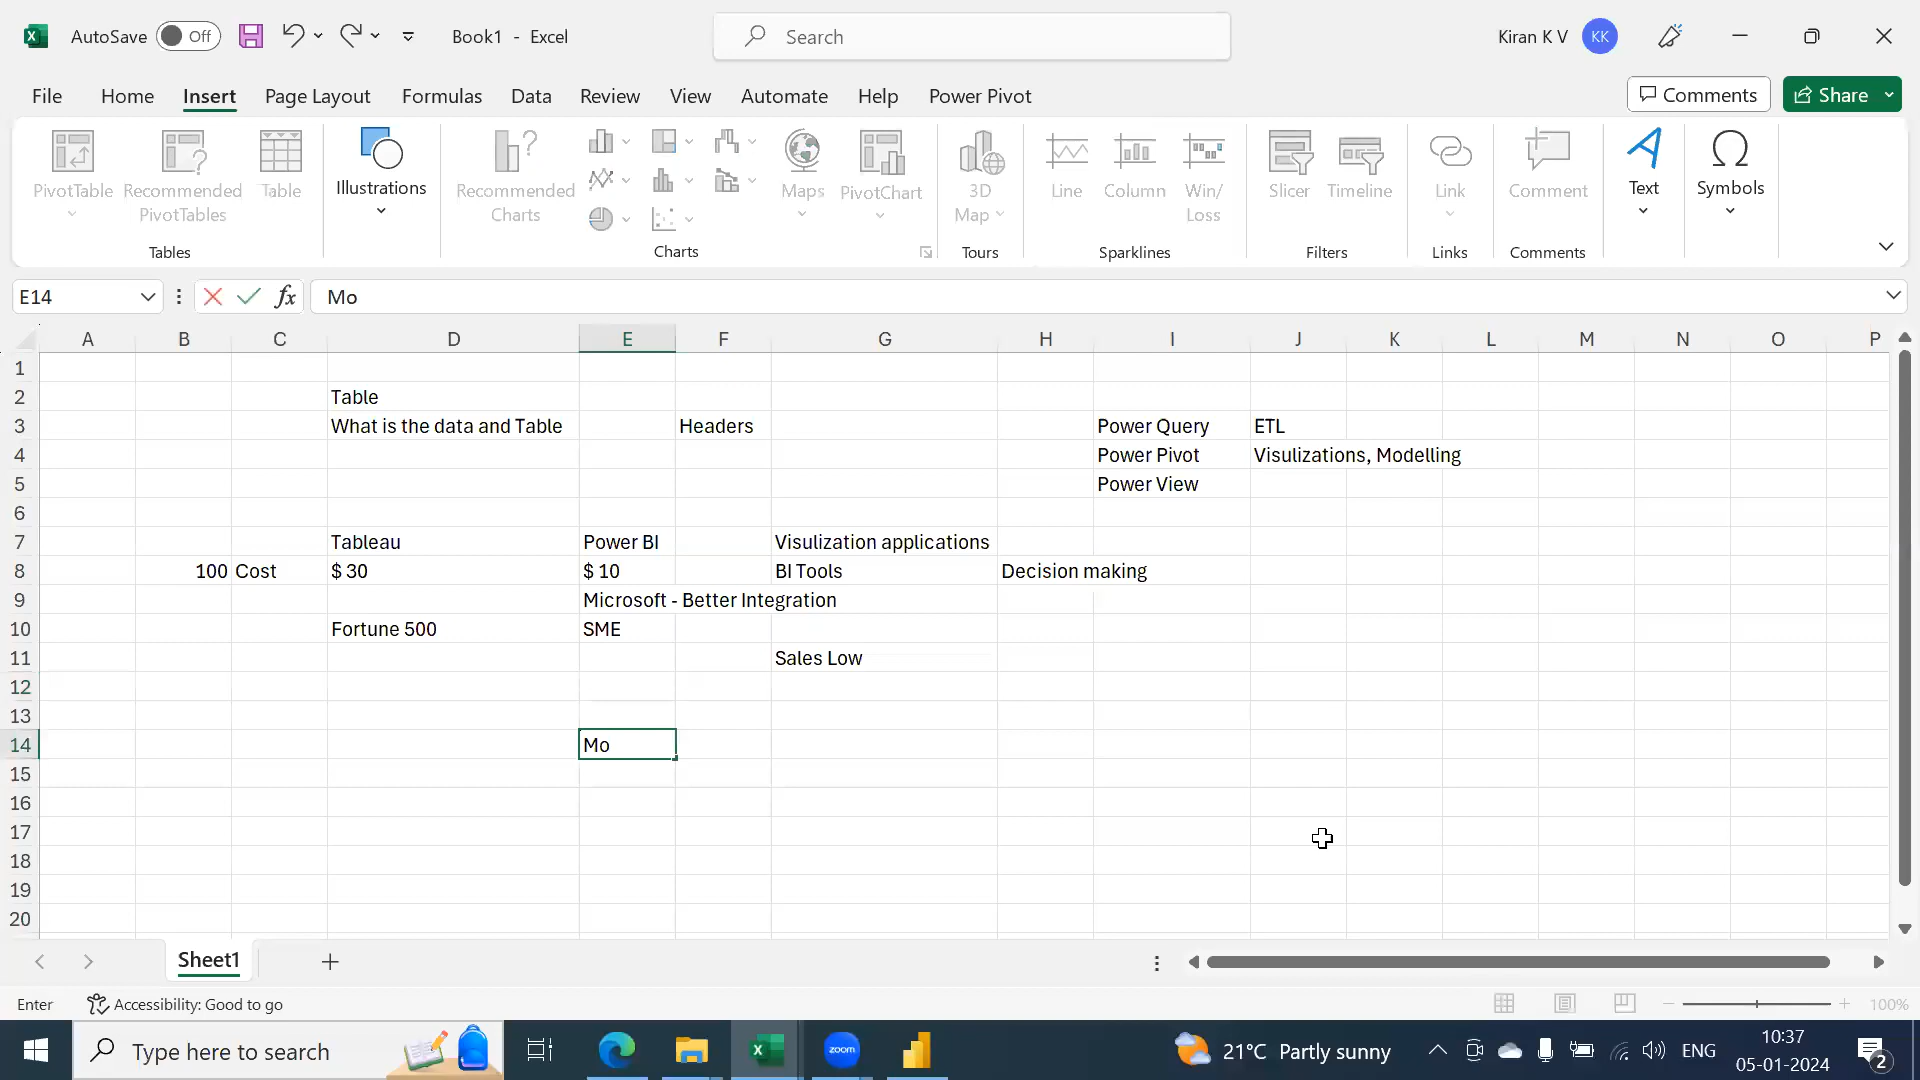 AutoSave Off Book1 - Excel Search Kiran K V KK
File Home Insert Page Layout Formulas Data Review View Automate Help Power Pivot Comments Share
PivotTable Recommended PivotTables Table Illustrations Recommended Charts Maps PivotChart 3D Map Line Column Win/Loss Slicer Timeline Link Comment Text Symbols
Tables Charts Tours Sparklines Filters Links Comments
E14 fx Mo
A B C D E F G H I J K L M N O P
1
2 Table
3 What is the data and Table Headers Power Query ETL
4 Power Pivot Visulizations, Modelling
5 Power View
6
7 Tableau Power BI Visulization applications
8 100 Cost $ 30 $ 10 BI Tools Decision making
9 Microsoft - Better Integration
10 Fortune 500 SME
11 Sales Low
12
13
14 Mo
15
16
17
18
19
20
Sheet1
Enter Accessibility: Good to go 100%
Type here to search zoom 21°C Partly sunny ENG 10:37
05-01-2024 2